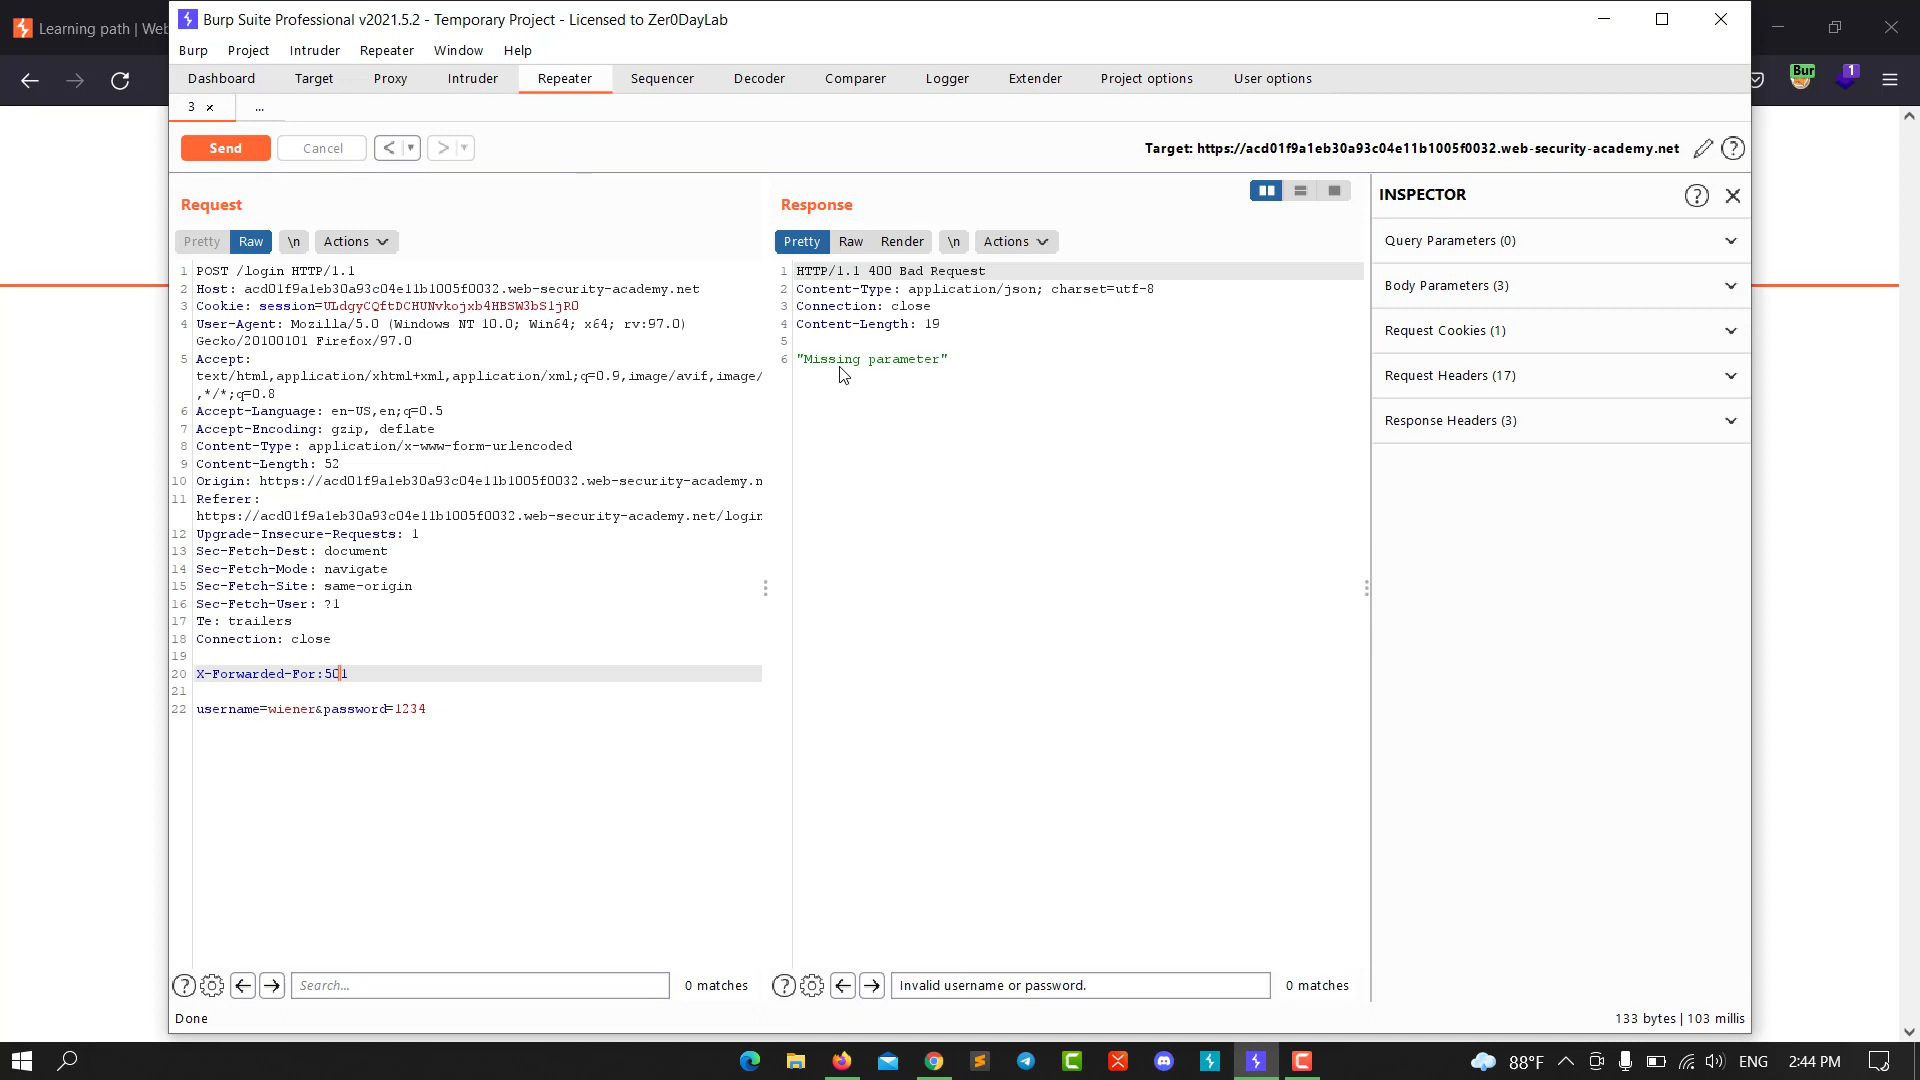 Learning path | Web
Burp Suite Professional v2021.5.2 - Temporary Project - Licensed to Zer0DayLab
Burp Project Intruder Repeater Window Help
Dashboard Target Proxy Intruder Repeater Sequencer Decoder Comparer Logger Extender Project options User options
3 × ...
Send Cancel < > Target: https://acd01f9a1eb30a93c04e11b1005f0032.web-security-academy.net
Bur
1
Request
Pretty Raw \n Actions
1 POST /login HTTP/1.1
2 Host: acd01f9a1eb30a93c04e11b1005f0032.web-security-academy.net
3 Cookie: session=ULdgyCQftDCHUNvkojxb4HBSW3bS1jR0
4 User-Agent: Mozilla/5.0 (Windows NT 10.0; Win64; x64; rv:97.0)
Gecko/20100101 Firefox/97.0
5 Accept:
text/html,application/xhtml+xml,application/xml;q=0.9,image/avif,image/
,*/*;q=0.8
6 Accept-Language: en-US,en;q=0.5
7 Accept-Encoding: gzip, deflate
8 Content-Type: application/x-www-form-urlencoded
9 Content-Length: 52
10 Origin: https://acd01f9a1eb30a93c04e11b1005f0032.web-security-academy.n
11 Referer:
https://acd01f9a1eb30a93c04e11b1005f0032.web-security-academy.net/login
12 Upgrade-Insecure-Requests: 1
13 Sec-Fetch-Dest: document
14 Sec-Fetch-Mode: navigate
15 Sec-Fetch-Site: same-origin
16 Sec-Fetch-User: ?1
17 Te: trailers
18 Connection: close
19
20 X-Forwarded-For:501
21
22 username=wiener&password=1234
Search... 0 matches
Response
Pretty Raw Render \n Actions
1 HTTP/1.1 400 Bad Request
2 Content-Type: application/json; charset=utf-8
3 Connection: close
4 Content-Length: 19
5
6 "Missing parameter"
Invalid username or password. 0 matches
INSPECTOR
Query Parameters (0)
Body Parameters (3)
Request Cookies (1)
Request Headers (17)
Response Headers (3)
Done 133 bytes | 103 millis
88°F ENG 2:44 PM